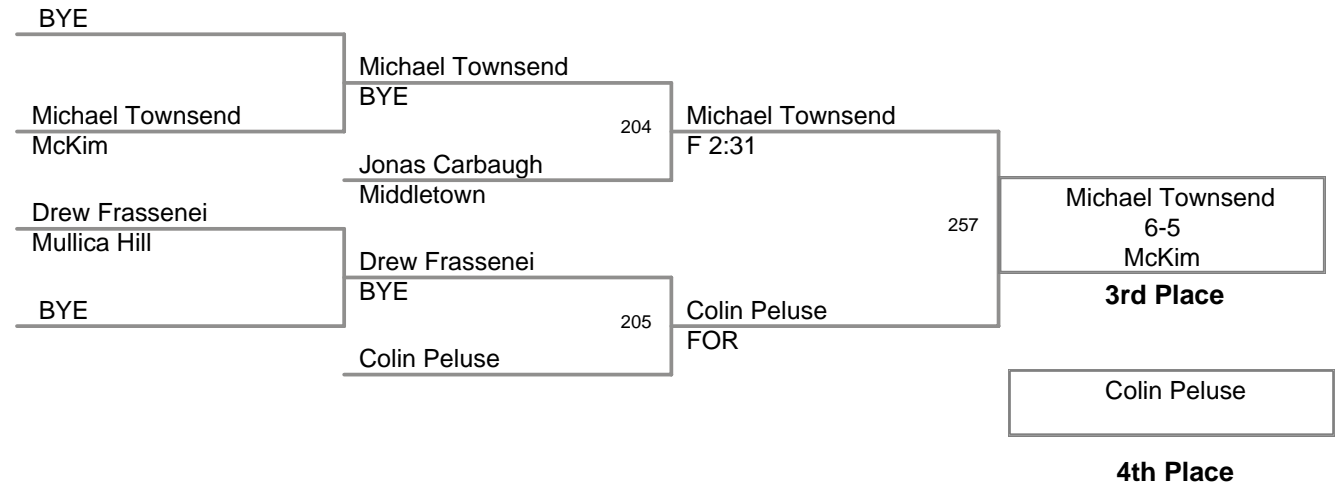 BYE
Michael Townsend
BYE
Michael Townsend
McKim
204
Michael Townsend
F 2:31
Jonas Carbaugh
Middletown
Drew Frassenei
Mullica Hill
257
Michael Townsend
6-5
McKim
3rd Place
Drew Frassenei
BYE
BYE
205
Colin Peluse
FOR
Colin Peluse
Colin Peluse
4th Place